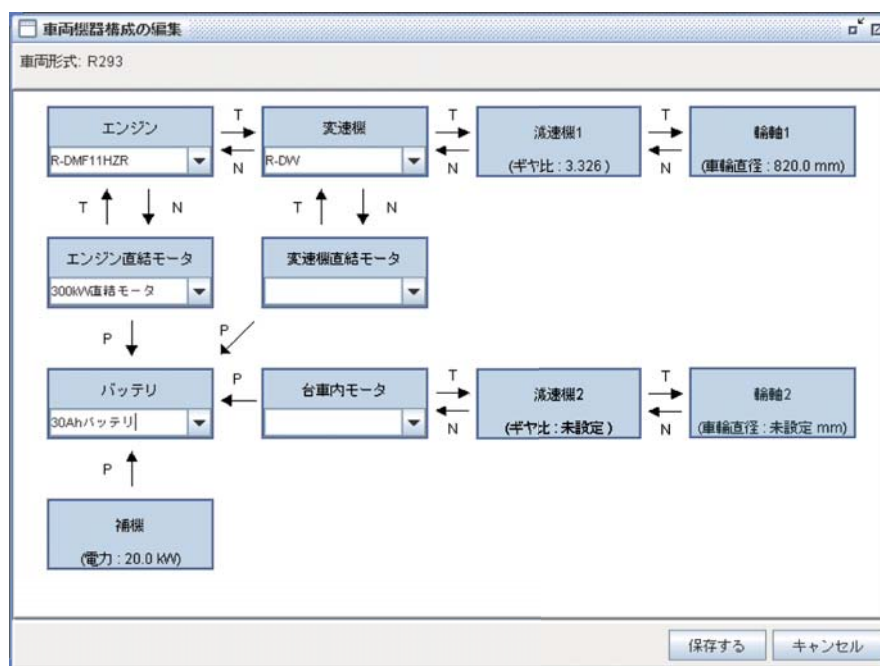 車両機器構成の編集
車両形式: R293
エンジン
R-DMF11HZR
T
N
変速機
R-DW
T
N
減速機1
(ギヤ比 : 3.326 )
T
N
輪軸1
(車輪直径 : 820.0 mm)
T
N
T
N
エンジン直結モータ
300kW直結モータ
変速機直結モータ
P
P
バッテリ
30Ahバッテリ
P
台車内モータ
T
N
減速機2
(ギヤ比 : 未設定 )
T
N
輪軸2
(車輪直径 : 未設定 mm)
P
補機
(電力 : 20.0 kW)
保存する
キャンセル